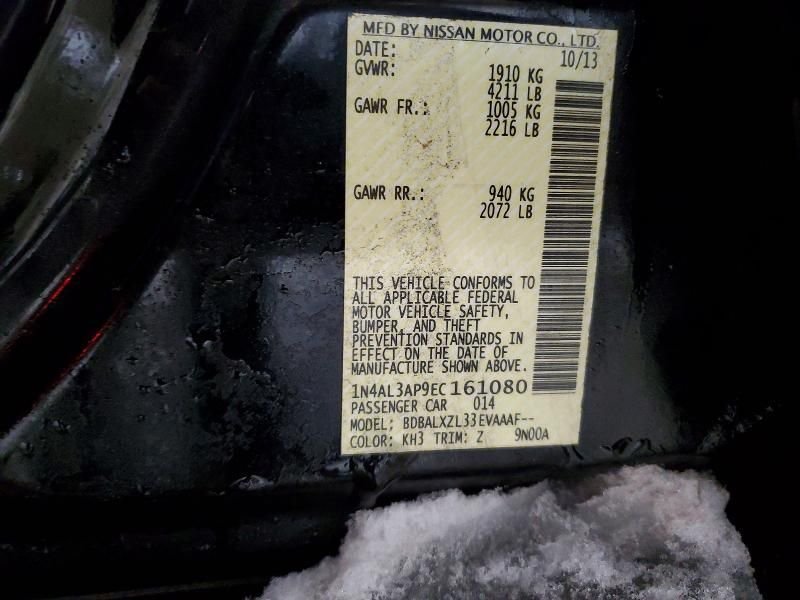 MFD BY NISSAN MOTOR CO., LTD.
DATE: 10/13
GVWR: 1910 KG
4211 LB
GAWR FR.: 1005 KG
2216 LB
GAWR RR.: 940 KG
2072 LB
THIS VEHICLE CONFORMS TO
ALL APPLICABLE FEDERAL
MOTOR VEHICLE SAFETY,
BUMPER, AND THEFT
PREVENTION STANDARDS IN
EFFECT ON THE DATE OF
MANUFACTURE SHOWN ABOVE.
1N4AL3AP9EC161080
PASSENGER CAR 014
MODEL: BDBALXZL33EVAAAF--
COLOR: KH3 TRIM: Z 9N00A